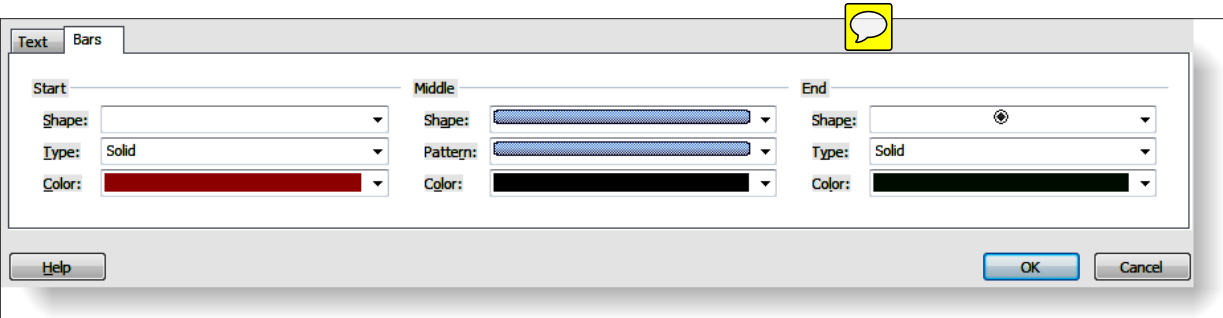 Text Bars
Start Middle End
Shape: Shape: Shape:
Type: Solid Pattern: Type: Solid
Color: Color: Color:
Help OK Cancel